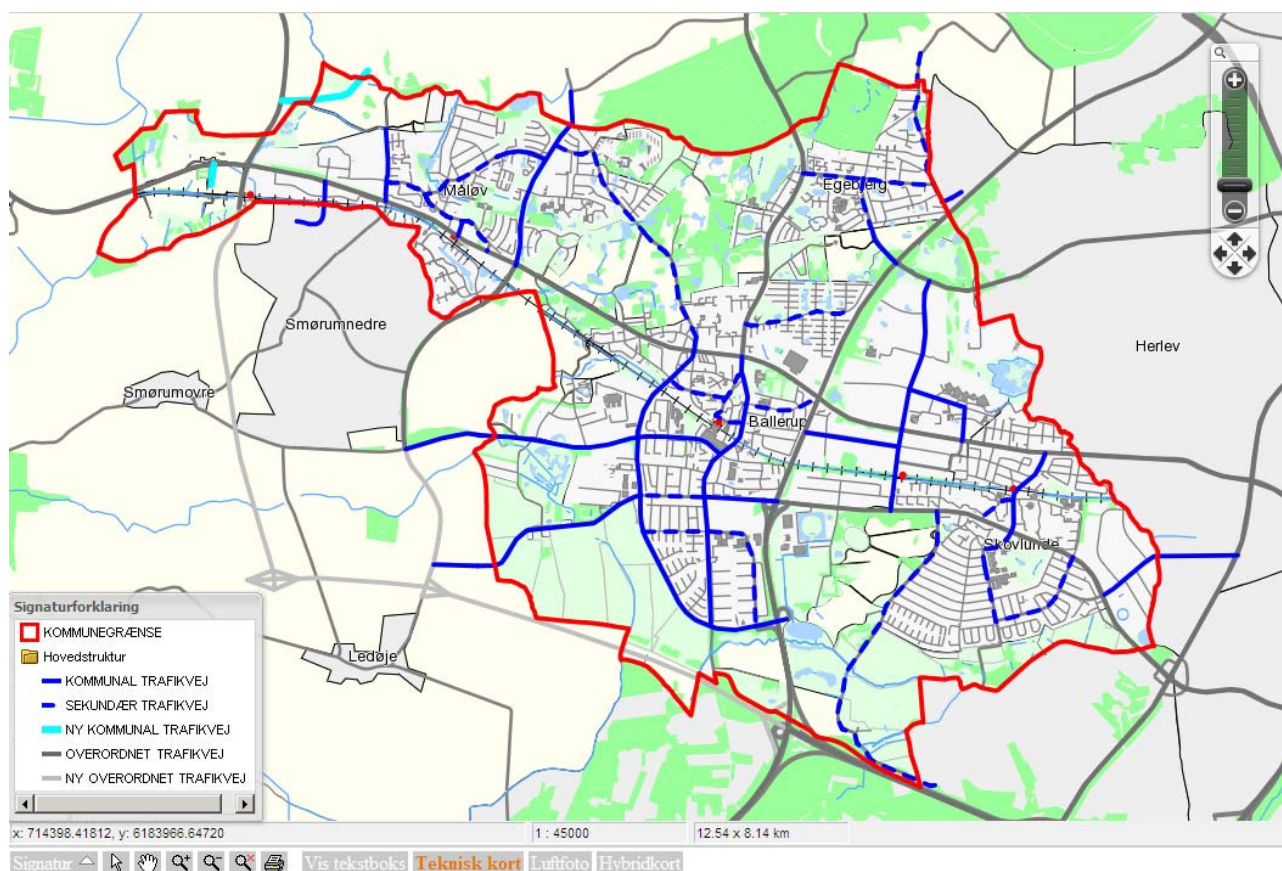 Egebjerg
Måløv
Smørumnedre
Herlev
Smørumovre
Ballerup
Skovlunde
Ledøje
Signaturforklaring
KOMMUNEGRÆNSE
Hovedstruktur
KOMMUNAL TRAFIKVEJ
SEKUNDÆR TRAFIKVEJ
NY KOMMUNAL TRAFIKVEJ
OVERORDNET TRAFIKVEJ
NY OVERORDNET TRAFIKVEJ
x: 714398.41812, y: 6183966.64720 1 : 45000 12.54 x 8.14 km
Signatur Vis tekstboks Teknisk kort Luftfoto Hybridkort